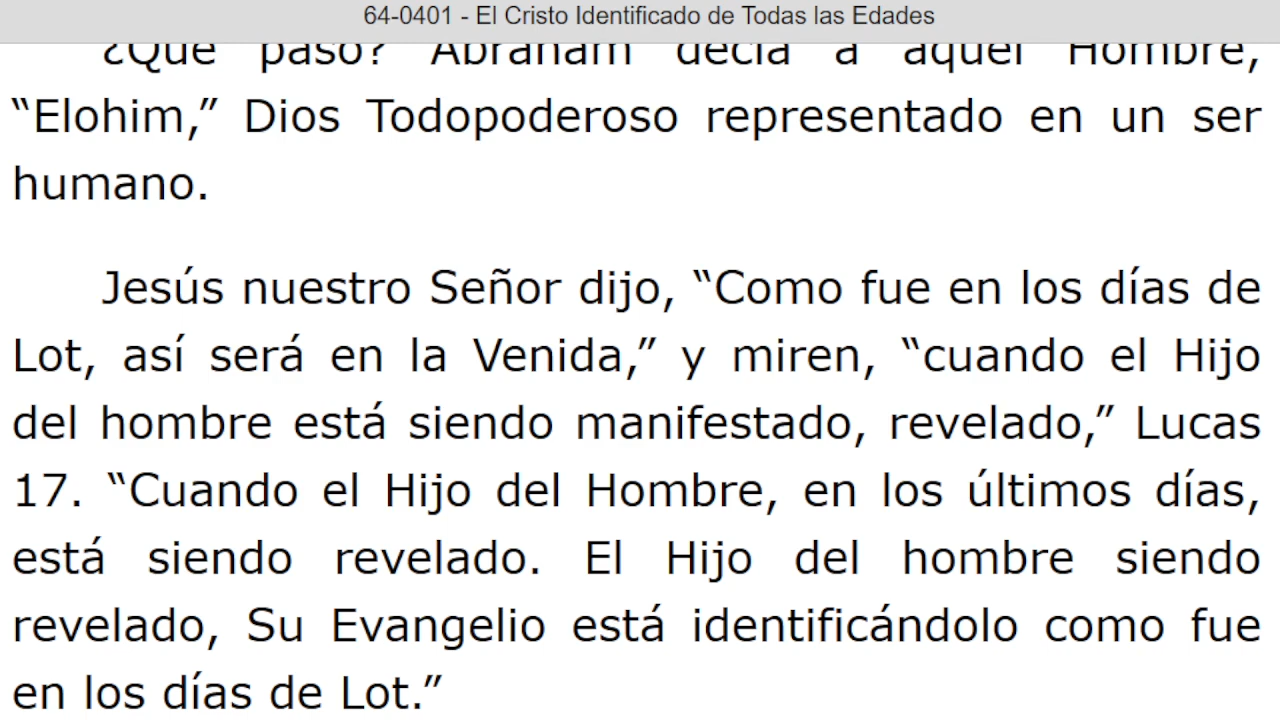 64-0401 - El Cristo Identificado de Todas las Edades
¿Qué pasó? Abraham decía a aquel Hombre,
“Elohim,” Dios Todopoderoso representado en un ser
humano.
Jesús nuestro Señor dijo, “Como fue en los días de
Lot, así será en la Venida,” y miren, “cuando el Hijo
del hombre está siendo manifestado, revelado,” Lucas
17. “Cuando el Hijo del Hombre, en los últimos días,
está siendo revelado. El Hijo del hombre siendo
revelado, Su Evangelio está identificándolo como fue
en los días de Lot.”